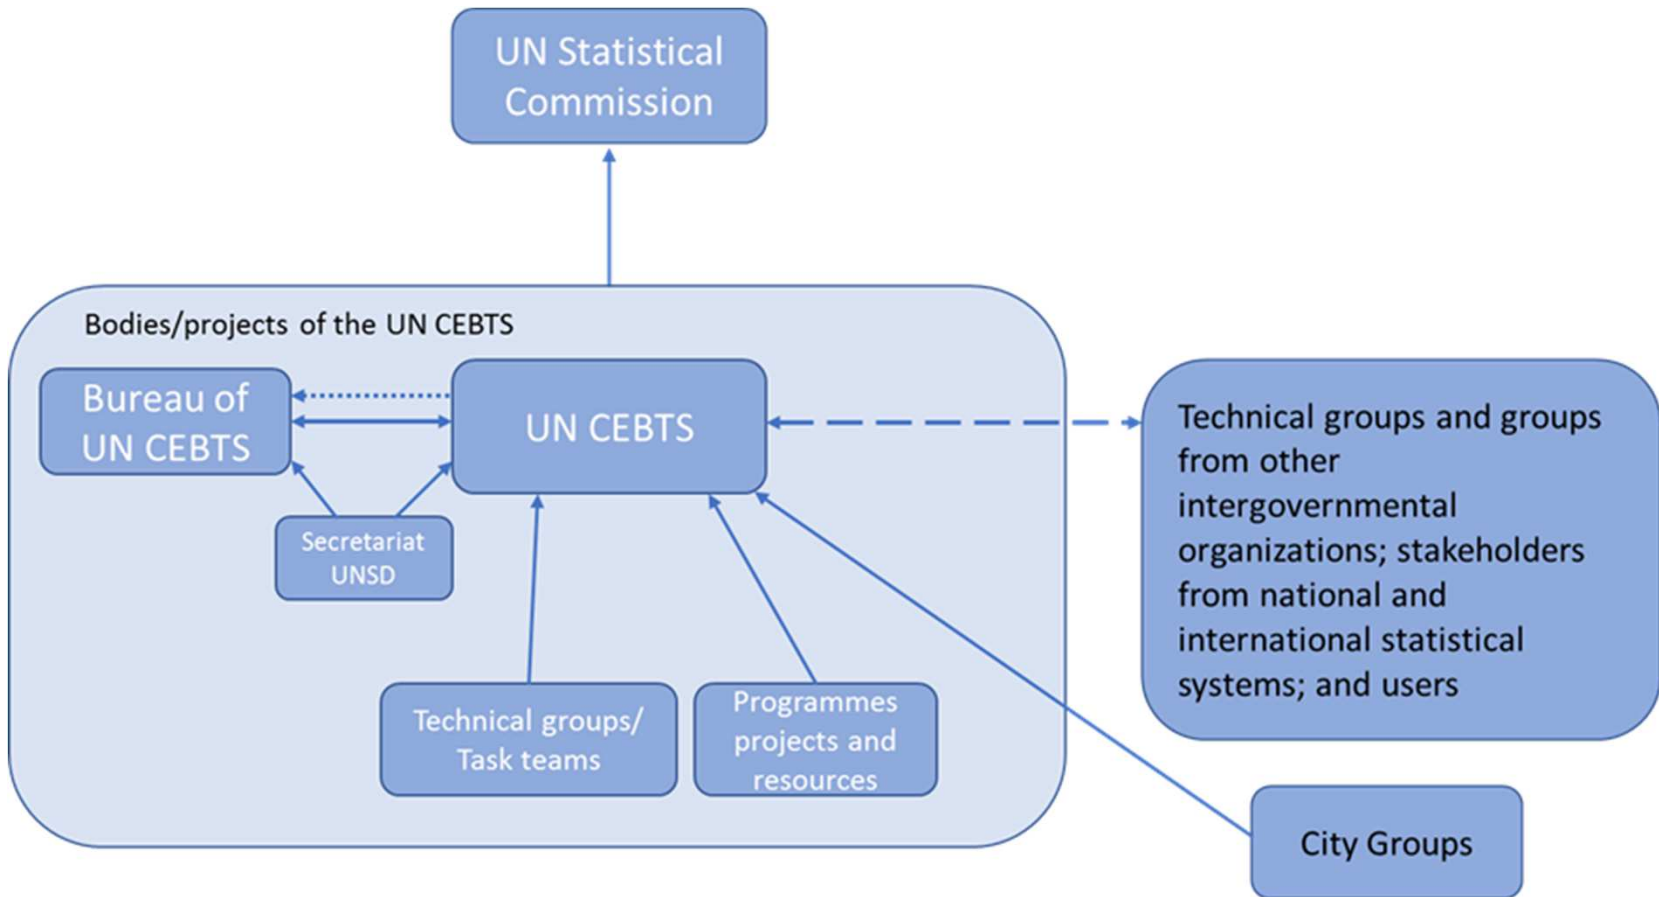 UN Statistical
Commission
Bodies/projects of the UN CEBTS
Bureau of
UN CEBTS
UN CEBTS
Secretariat
UNSD
Technical groups/
Task teams
Programmes
projects and
resources
Technical groups and groups
from other
intergovernmental
organizations; stakeholders
from national and
international statistical
systems; and users
City Groups